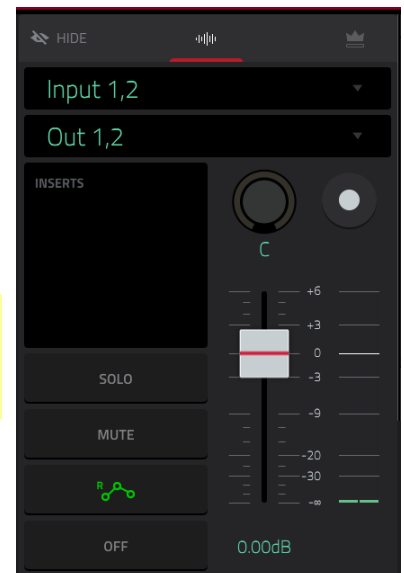 HIDE
Input 1,2
Out 1,2
INSERTS
C
+6
+3
0
-3
-9
-20
-30
-∞
SOLO
MUTE
R
OFF
0.00dB